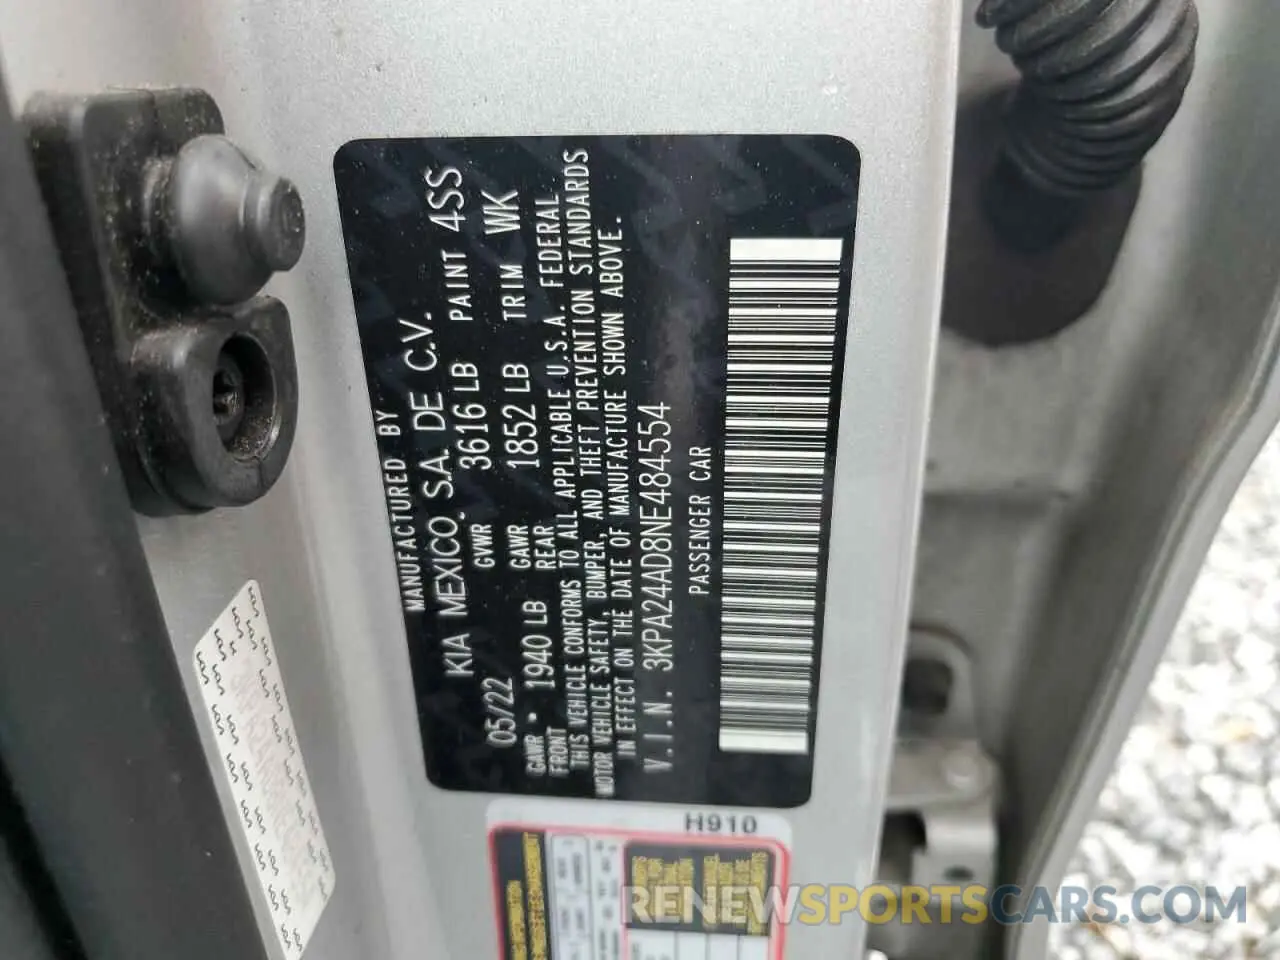 MANUFACTURED BY
KIA MEXICO S.A. DE C.V.
05/22 GVWR 3616 LB PAINT 4SS
GAWR FRONT 1940 LB GAWR REAR 1852 LB TRIM WK
THIS VEHICLE CONFORMS TO ALL APPLICABLE U.S.A. FEDERAL
MOTOR VEHICLE SAFETY, BUMPER, AND THEFT PREVENTION STANDARDS
IN EFFECT ON THE DATE OF MANUFACTURE SHOWN ABOVE.
V.I.N. 3KPA24AD8NE484554
PASSENGER CAR
H910
RENEWSPORTSCARS.COM